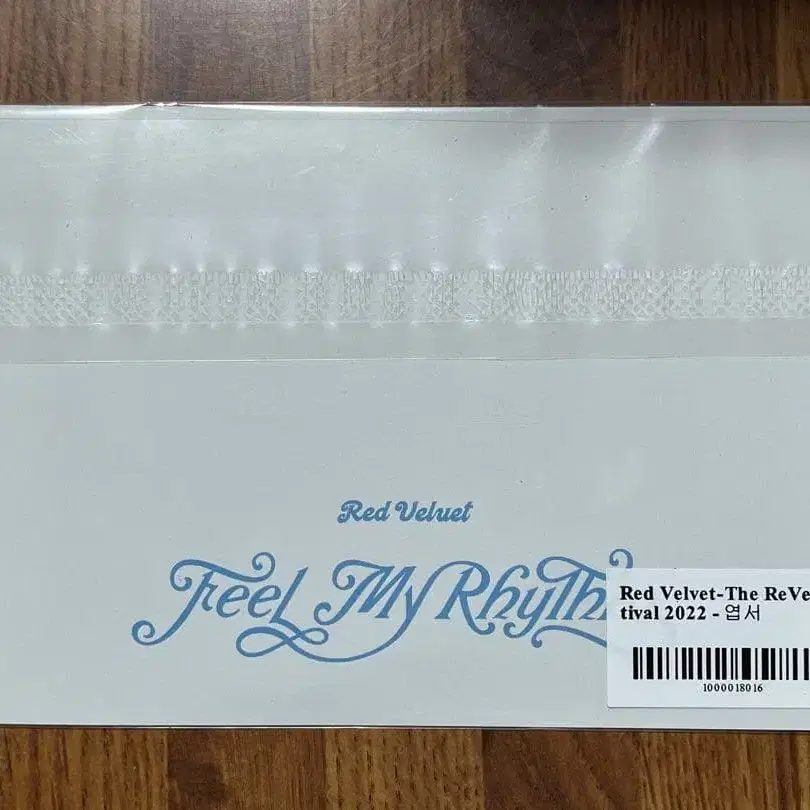 Red Velvet
Feel My Rhyth
Red Velvet-The ReVe
tival 2022 - 엽서
1000018016